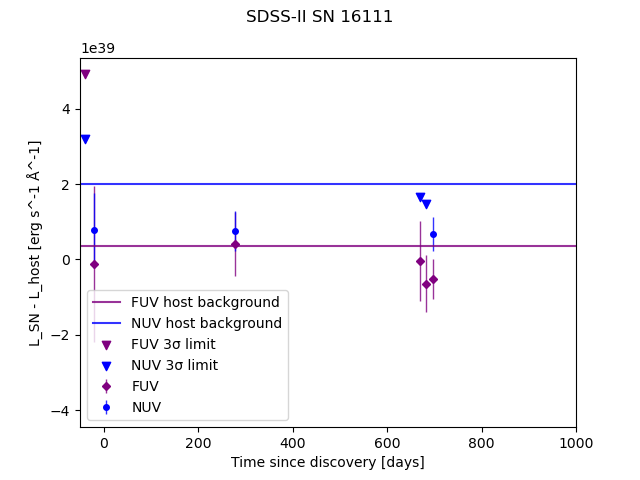 SDSS-II SN 16111
1e39
L_SN - L_host [erg s^-1 Å^-1]
4
2
0
−2
−4
FUV host background
NUV host background
FUV 3σ limit
NUV 3σ limit
FUV
NUV
0 200 400 600 800 1000
Time since discovery [days]